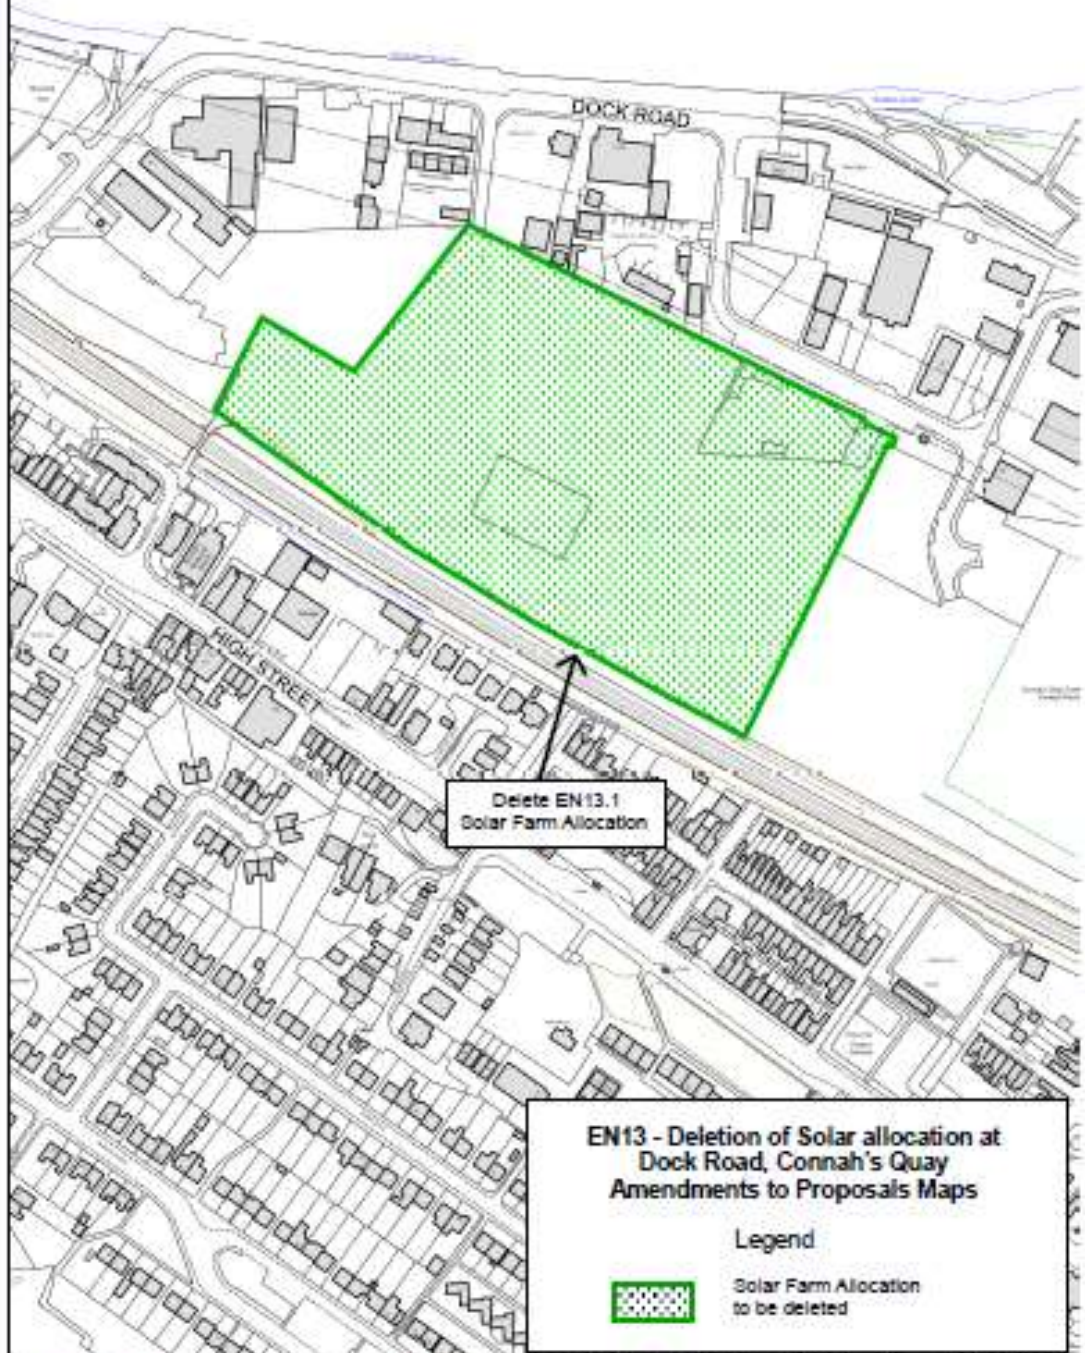 DOCK ROAD
HIGH STREET
Delete EN13.1
Solar Farm Allocation
EN13 - Deletion of Solar allocation at
Dock Road, Connah's Quay
Amendments to Proposals Maps
Legend
Solar Farm Allocation
to be deleted